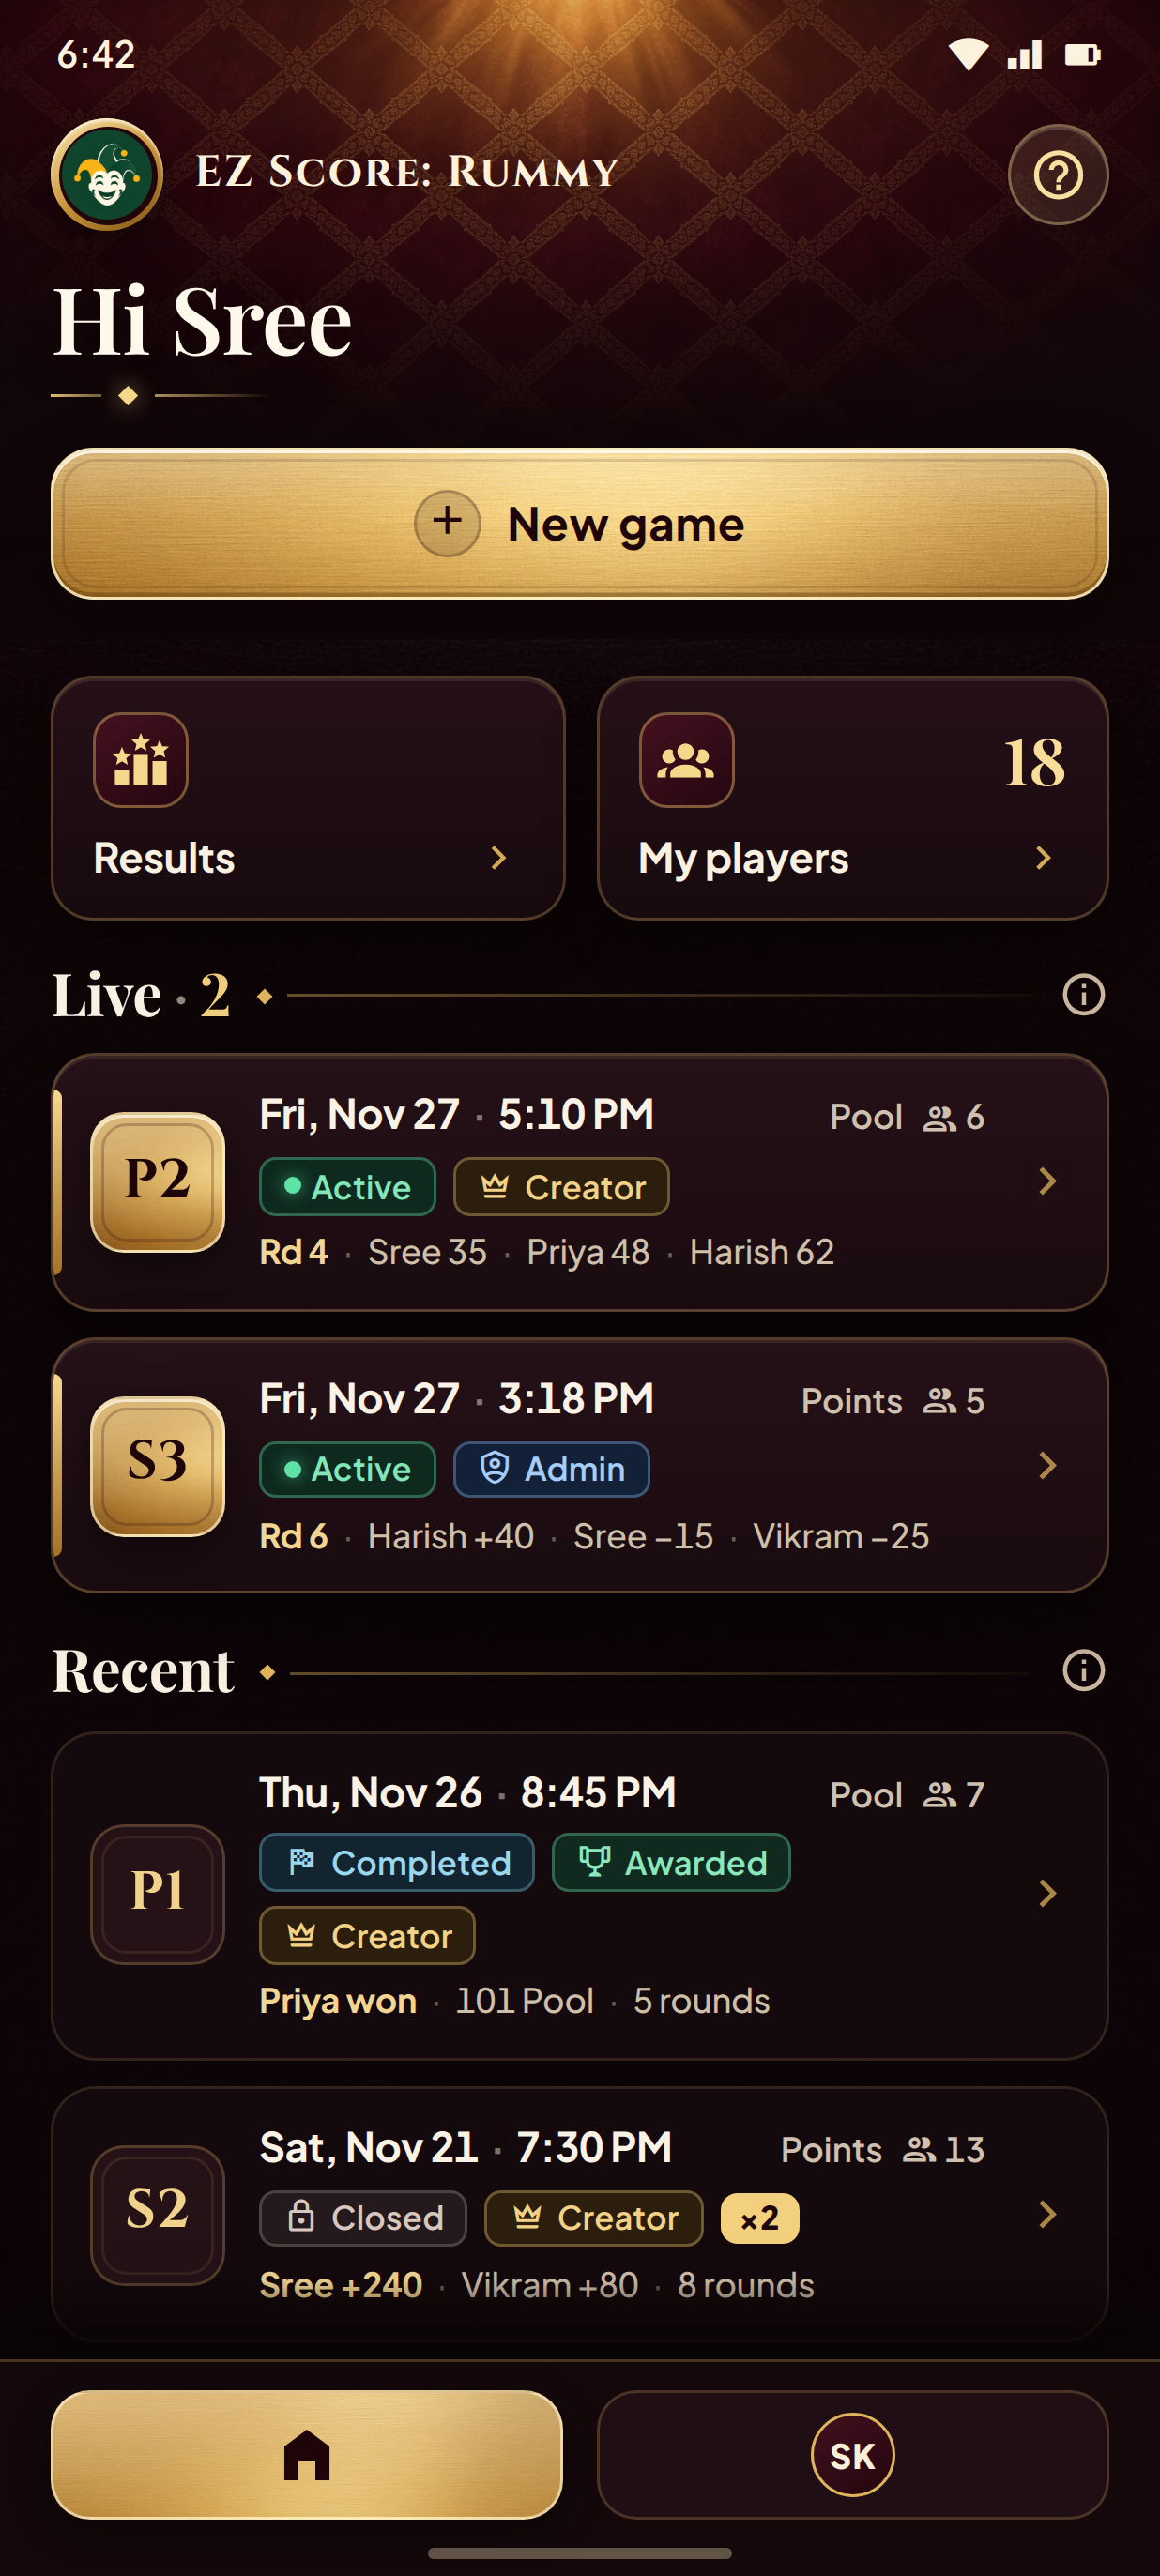 6:42
EZ Score: Rummy
Hi Sree
New game
18
Results
My players
Live · 2
P2
Fri, Nov 27 · 5:10 PM Pool 6
Active Creator
Rd 4 · Sree 35 · Priya 48 · Harish 62
S3
Fri, Nov 27 · 3:18 PM Points 5
Active Admin
Rd 6 · Harish +40 · Sree −15 · Vikram −25
Recent
P1
Thu, Nov 26 · 8:45 PM Pool 7
Completed Awarded
Creator
Priya won · 101 Pool · 5 rounds
S2
Sat, Nov 21 · 7:30 PM Points 13
Closed Creator ×2
Sree +240 · Vikram +80 · 8 rounds
SK